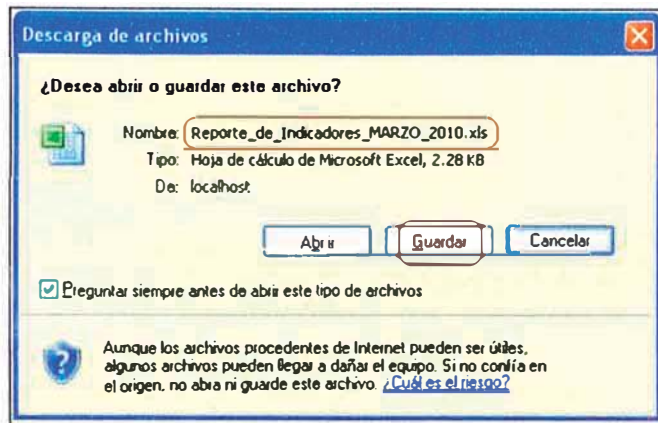 Descarga de archivos
¿Desea abrir o guardar este archivo?
Nombre: Reporte_de_Indicadores_MARZO_2010.xls
Tipo: Hoja de cálculo de Microsoft Excel, 2.28 KB
De: localhost
Abrir Guardar Cancelar
Preguntar siempre antes de abrir este tipo de archivos
Aunque los archivos procedentes de Internet pueden ser útiles,
algunos archivos pueden llegar a dañar el equipo. Si no confía en
el origen, no abra ni guarde este archivo. ¿Cuál es el riesgo?